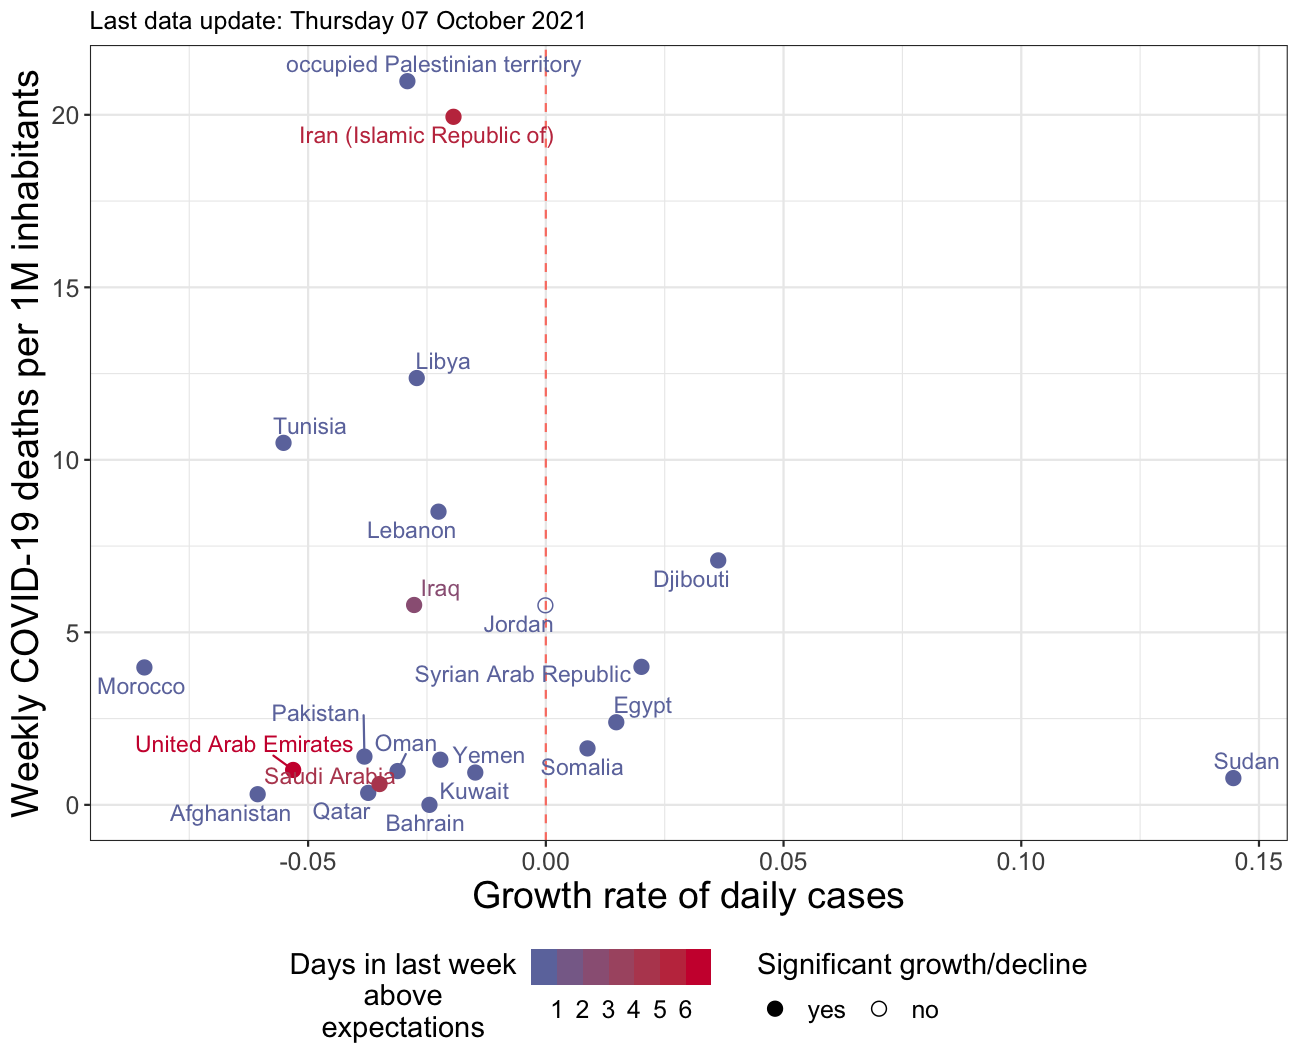 Last data update: Thursday 07 October 2021
Weekly COVID-19 deaths per 1M inhabitants
20
15
10
5
0
occupied Palestinian territory
Iran (Islamic Republic of)
Libya
Tunisia
Lebanon
Djibouti
Iraq
Jordan
Syrian Arab Republic
Morocco
Egypt
Pakistan
United Arab Emirates
Oman
Yemen
Somalia
Sudan
Saudi Arabia
Kuwait
Afghanistan
Qatar
Bahrain
-0.05
0.00
0.05
0.10
0.15
Growth rate of daily cases
Days in last week
above
expectations
1 2 3 4 5 6
Significant growth/decline
yes
no